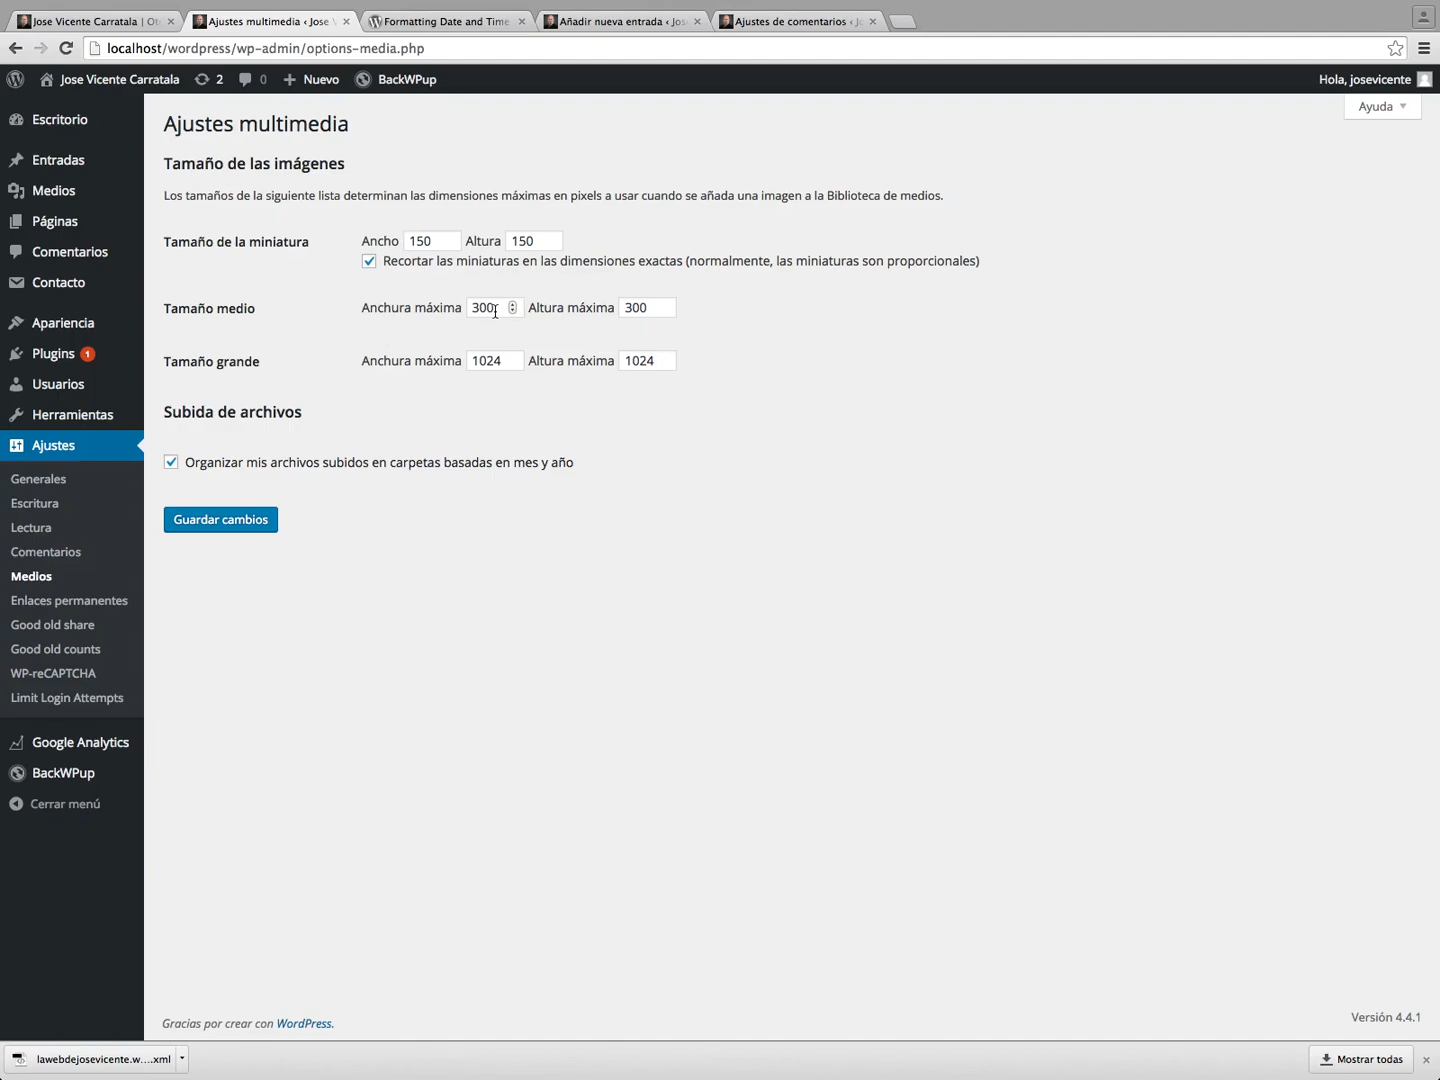 Jose Vicente Carratala | Ot
Ajustes multimedia ‹ Jose V
Formatting Date and Time
Añadir nueva entrada ‹ Jos
Ajustes de comentarios ‹ Jo
localhost/wordpress/wp-admin/options-media.php
Jose Vicente Carratala 2 0 Nuevo BackWPup Hola, josevicente
Ayuda
Escritorio
Entradas
Medios
Páginas
Comentarios
Contacto
Apariencia
Plugins 1
Usuarios
Herramientas
Ajustes
Generales
Escritura
Lectura
Comentarios
Medios
Enlaces permanentes
Good old share
Good old counts
WP-reCAPTCHA
Limit Login Attempts
Google Analytics
BackWPup
Cerrar menú
Ajustes multimedia
Tamaño de las imágenes
Los tamaños de la siguiente lista determinan las dimensiones máximas en pixels a usar cuando se añada una imagen a la Biblioteca de medios.
Tamaño de la miniatura Ancho 150 Altura 150
Recortar las miniaturas en las dimensiones exactas (normalmente, las miniaturas son proporcionales)
Tamaño medio Anchura máxima 300 Altura máxima 300
Tamaño grande Anchura máxima 1024 Altura máxima 1024
Subida de archivos
Organizar mis archivos subidos en carpetas basadas en mes y año
Guardar cambios
Gracias por crear con WordPress.
Versión 4.4.1
lawebdejosevicente.w....xml
Mostrar todas